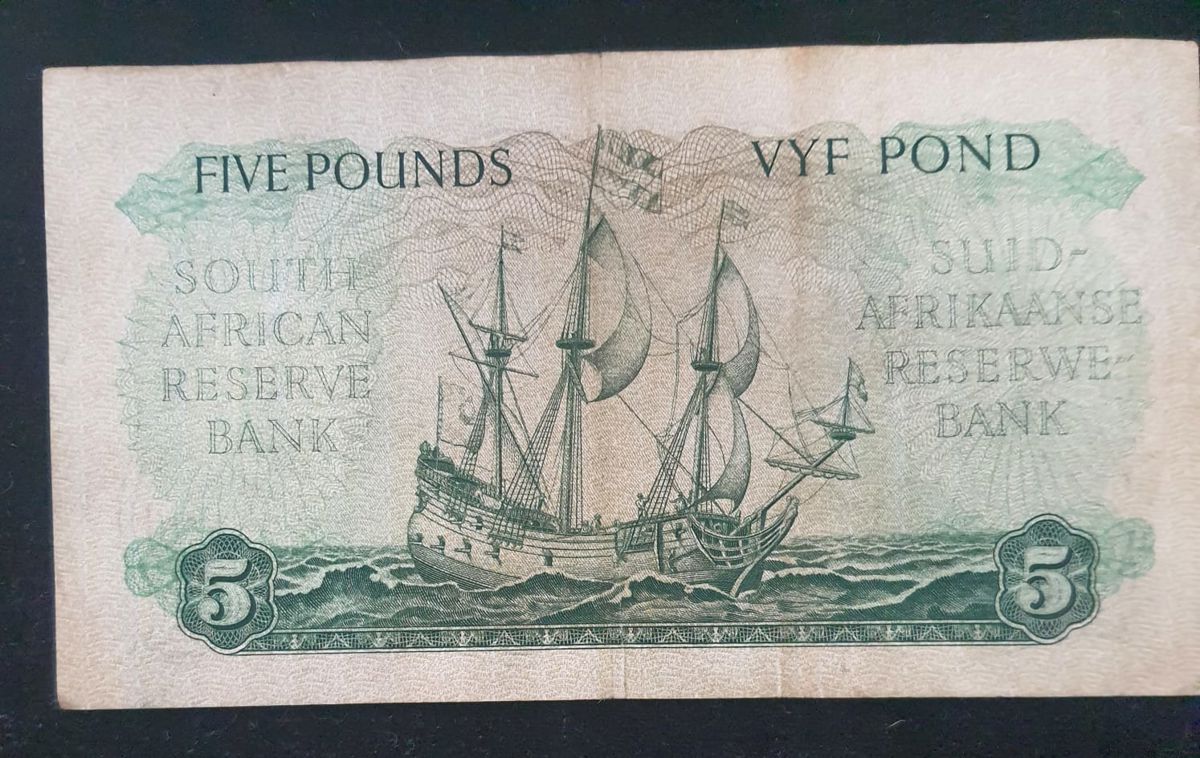 FIVE POUNDS
VYF POND
SOUTH
AFRICAN
RESERVE
BANK
SUID-
AFRIKAANSE
RESERWE-
BANK
5
5